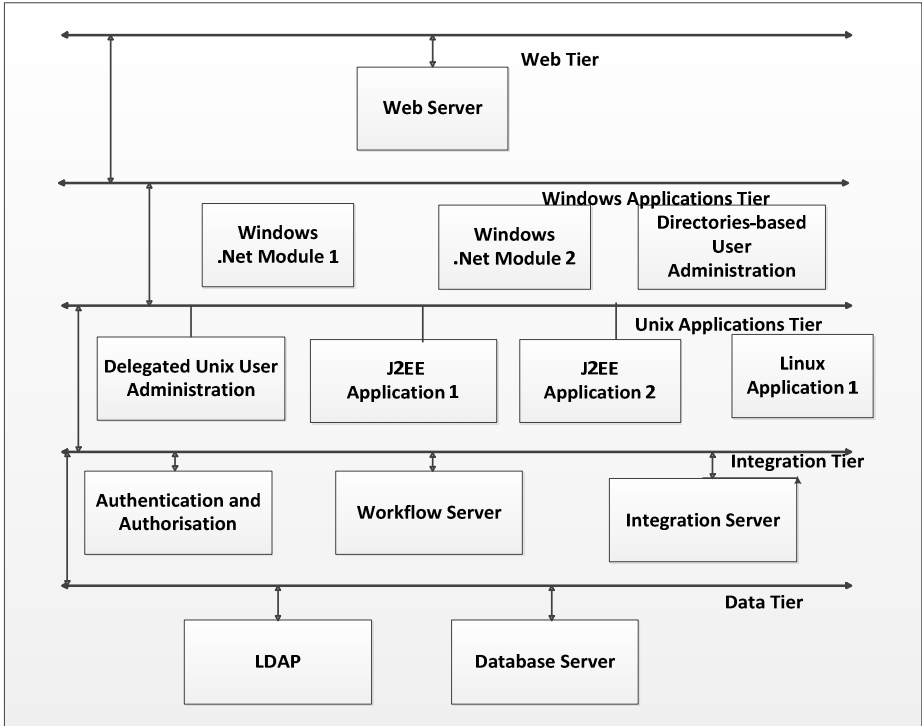 Web Tier
Web Server
Windows Applications Tier
Windows
.Net Module 1
Windows
.Net Module 2
Directories-based
User
Administration
Unix Applications Tier
Delegated Unix User
Administration
J2EE
Application 1
J2EE
Application 2
Linux
Application 1
Integration Tier
Authentication and
Authorisation
Workflow Server
Integration Server
Data Tier
LDAP
Database Server